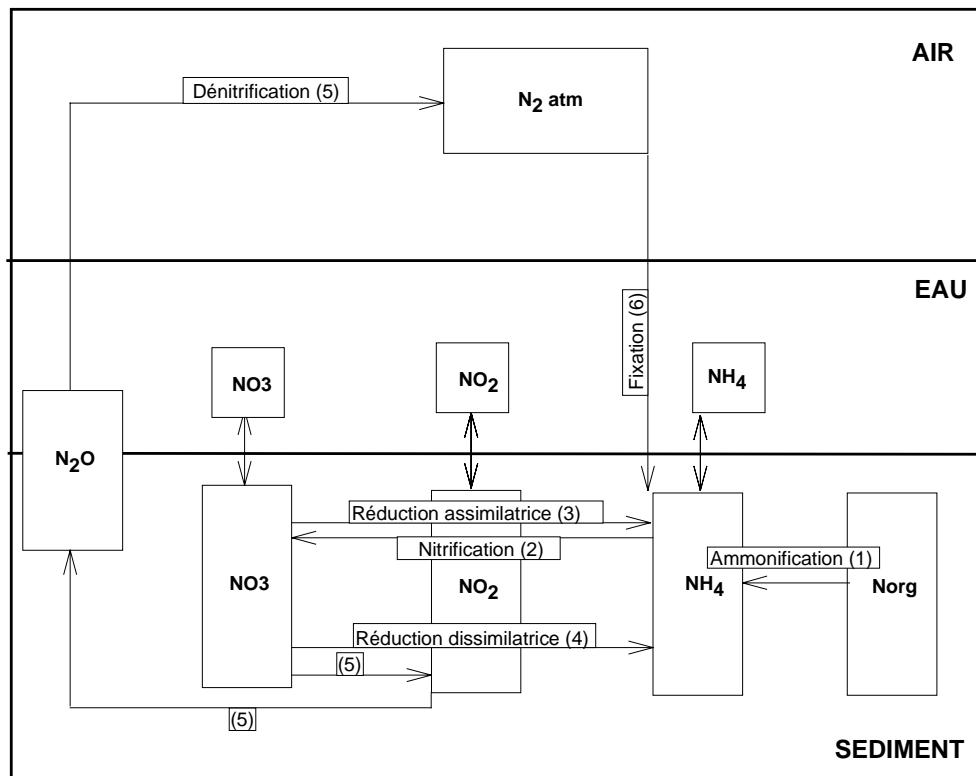 AIR
Dénitrification (5)
N2 atm
EAU
Fixation (6)
NO3
NO2
NH4
N2O
Réduction assimilatrice (3)
Nitrification (2)
Ammonification (1)
NO3
NO2
NH4
Norg
Réduction dissimilatrice (4)
(5)
(5)
SEDIMENT